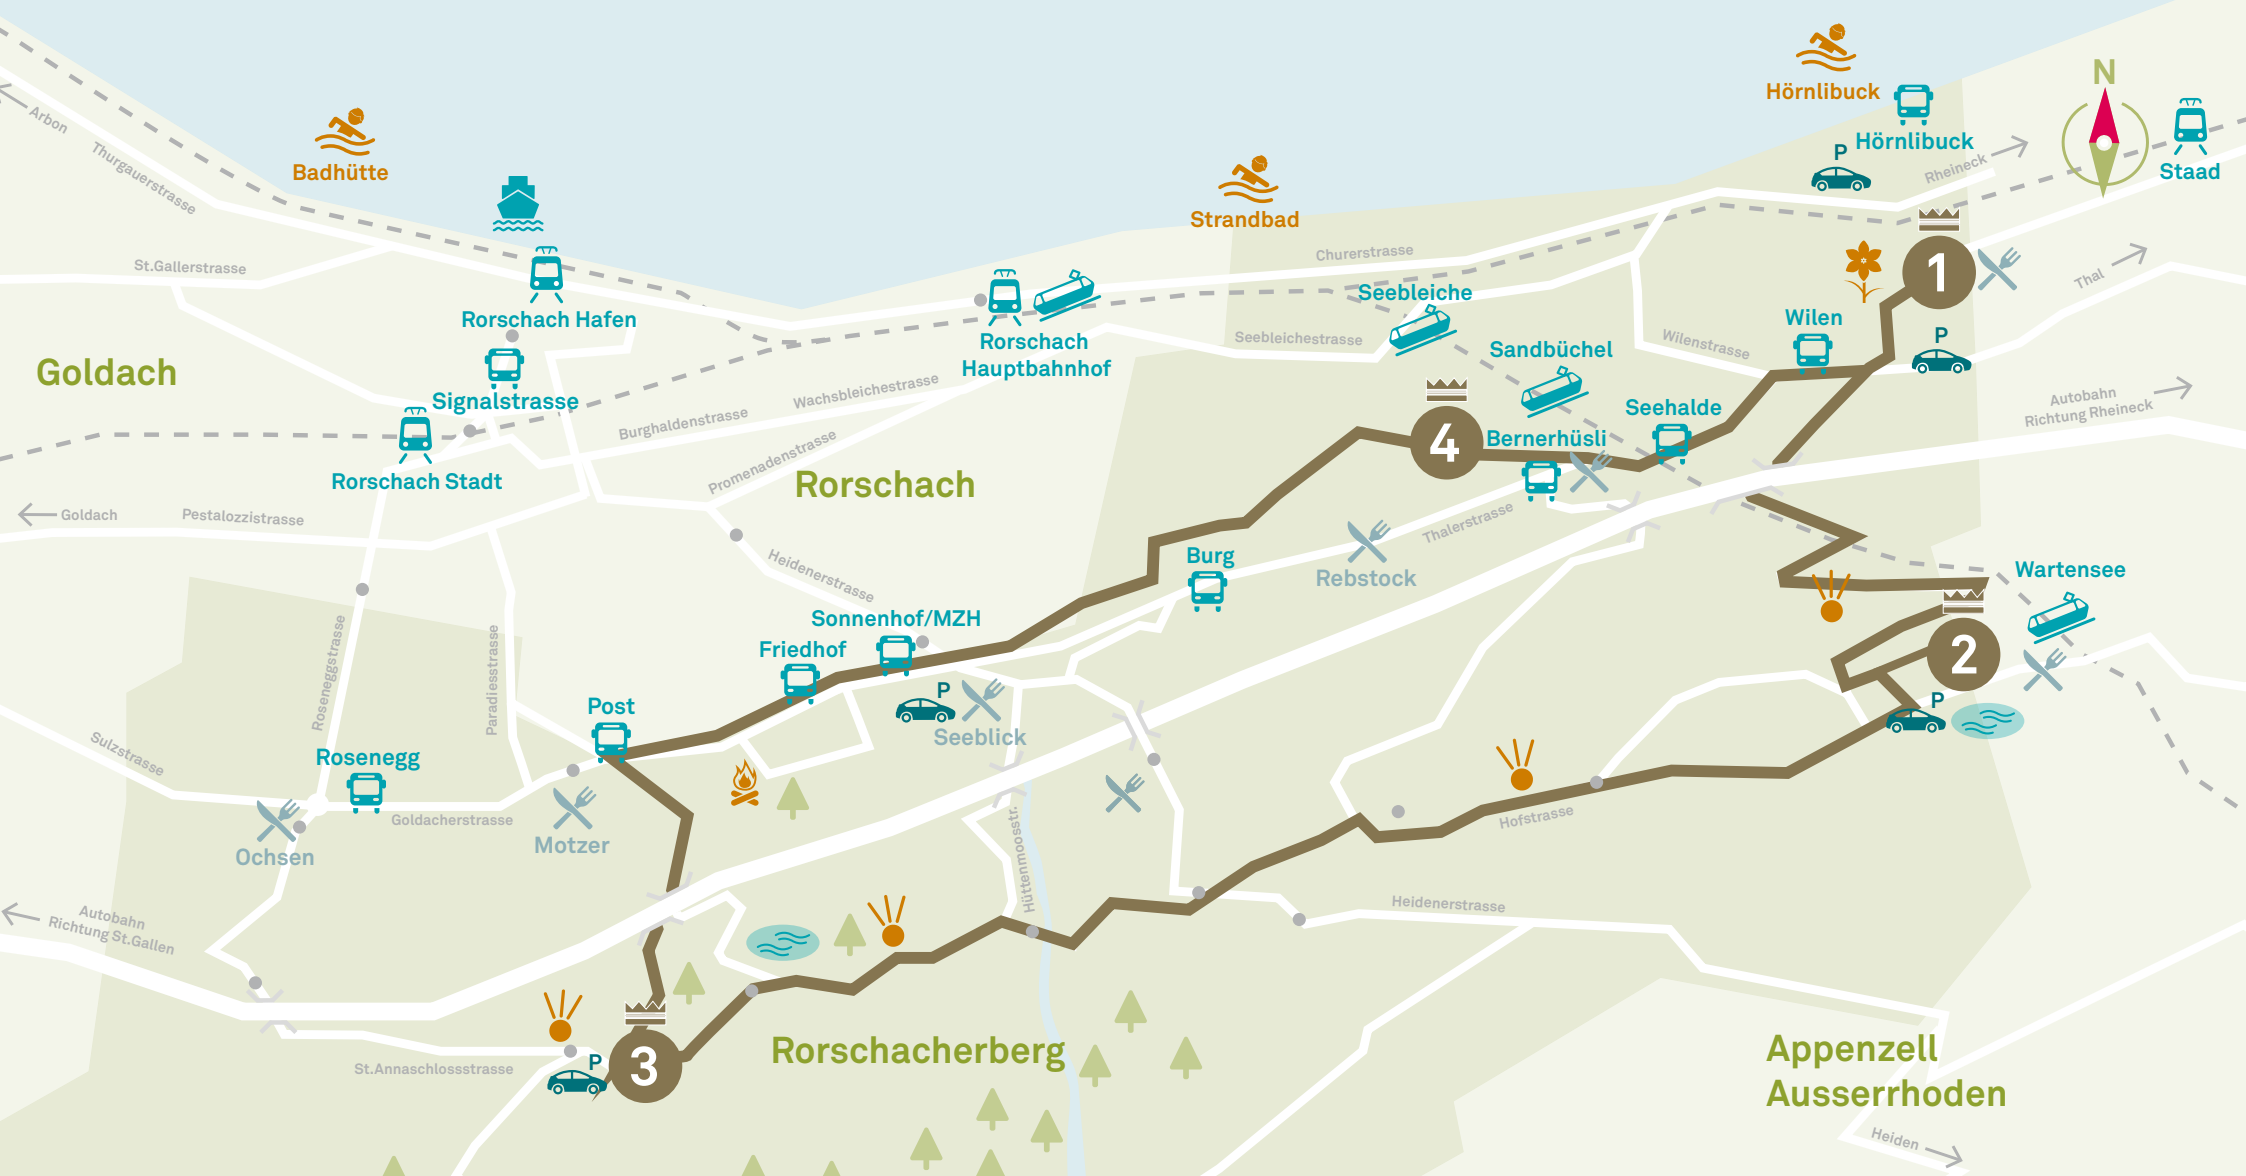 Hörnlibuck
N
Hörnlibuck
P
Staad
Rheineck
Arbon
Thurgauerstrasse
Badhütte
Strandbad
St.Gallerstrasse
Churerstrasse
1
Thal
Rorschach Hafen
Seebleiche
Rorschach
Hauptbahnhof
Seebleichestrasse
Sandbüchel
Wilenstrasse
Wilen
P
Goldach
Signalstrasse
Wachsbleichestrasse
Burghaldenstrasse
Seehalde
Autobahn
Richtung Rheineck
4
Bernerhüsli
Promenadenstrasse
Rorschach Stadt
Rorschach
Goldach
Pestalozzistrasse
Thalerstrasse
Heidenerstrasse
Burg
Rebstock
Wartensee
Sonnenhof/MZH
Friedhof
2
Roseneggstrasse
Paradiesstrasse
P
P
Post
Seeblick
Sulzstrasse
Rosenegg
Goldacherstrasse
Motzer
Ochsen
Hüttenmoosstr.
Hofstrasse
Heidenerstrasse
Autobahn
Richtung St.Gallen
P
3
St.Annaschlossstrasse
Rorschacherberg
Appenzell
Ausserrhoden
Heiden